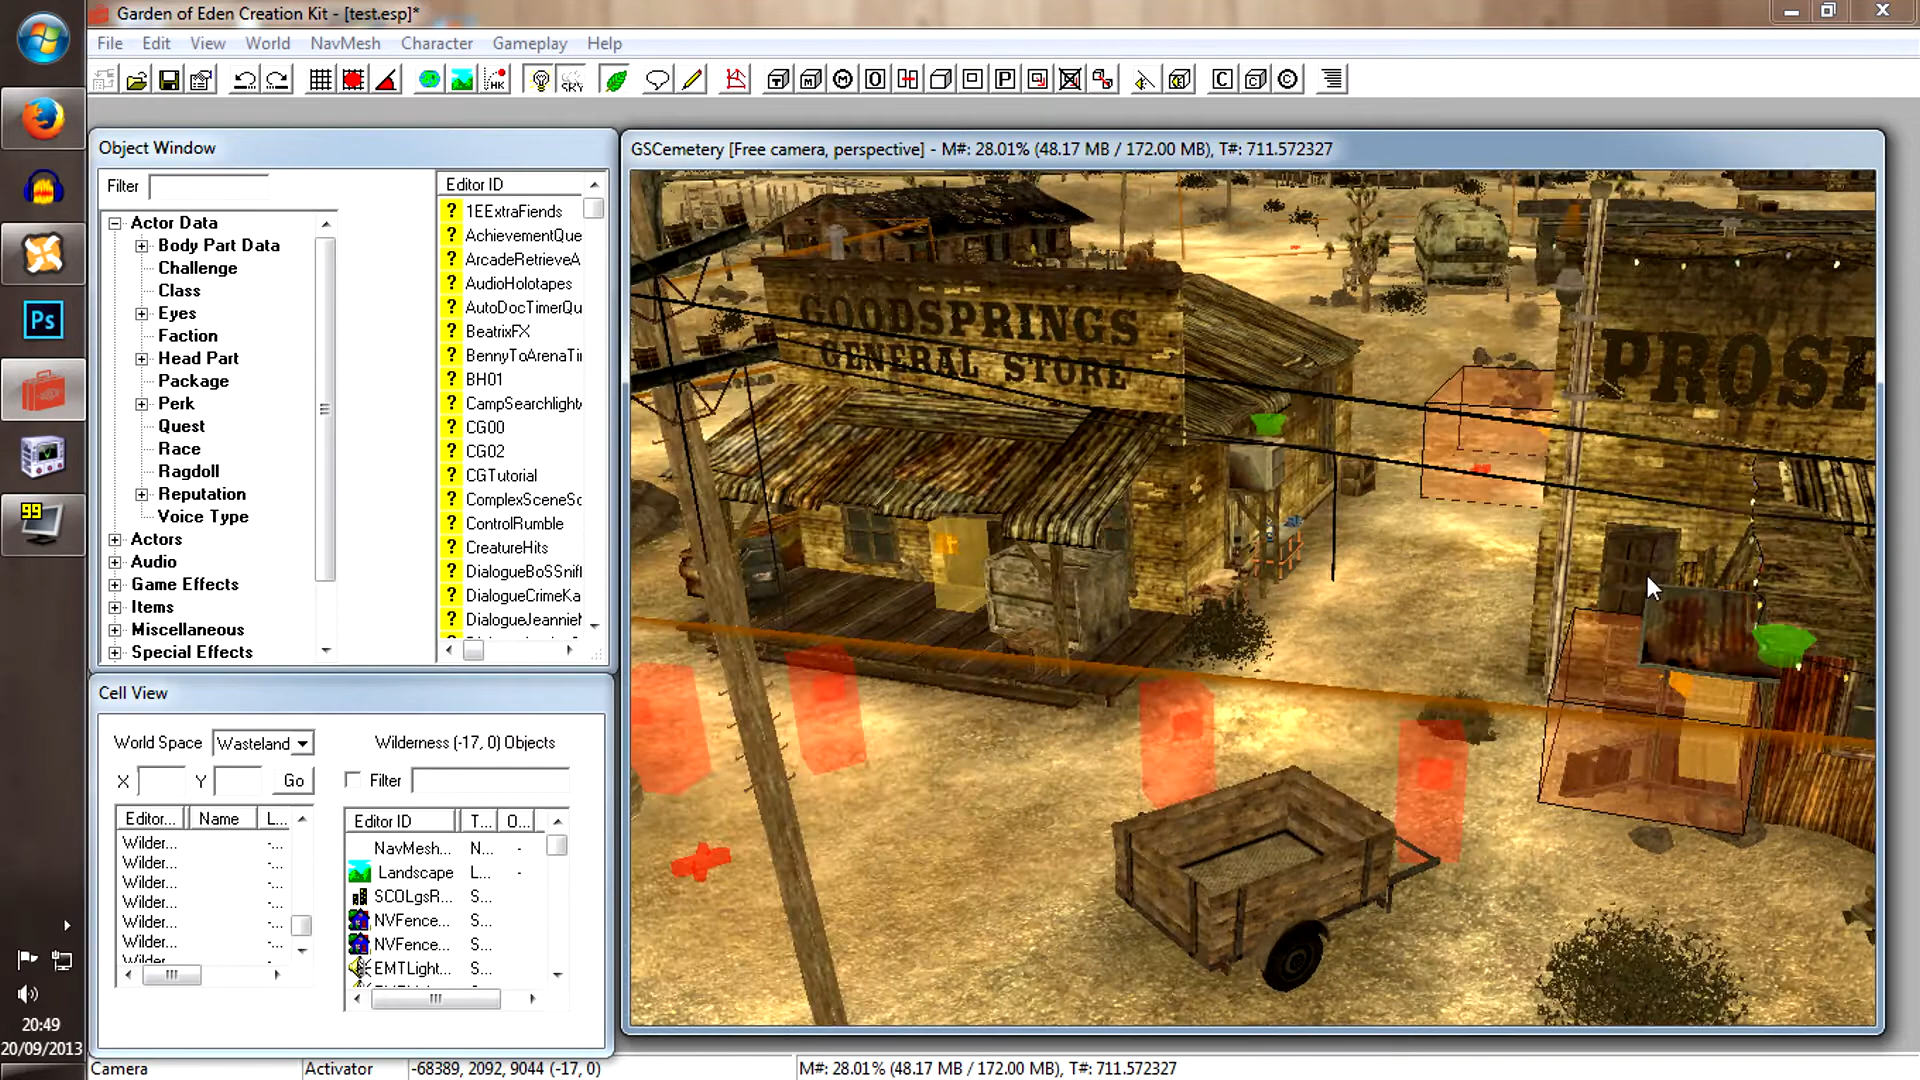 Garden of Eden Creation Kit - [test.esp]*
File Edit View World NavMesh Character Gameplay Help
Object Window
Filter
Editor ID
Actor Data
Body Part Data
Challenge
Class
Eyes
Faction
Head Part
Package
Perk
Quest
Race
Ragdoll
Reputation
Voice Type
Actors
Audio
Game Effects
Items
Miscellaneous
Special Effects
1EExtraFiends
AchievementQue
ArcadeRetrieveA
AudioHolotapes
AutoDocTimerQu
BeatrixFX
BennyToArenaTi
BH01
CampSearchlight
CG00
CG02
CGTutorial
ComplexSceneSc
ControlRumble
CreatureHits
DialogueBoSSnif
DialogueCrimeKa
DialogueJeannieM
GSCemetery [Free camera, perspective] - M#: 28.01% (48.17 MB / 172.00 MB), T#: 711.572327
GOODSPRINGS
GENERAL STORE
PROSP
Cell View
World Space Wasteland
Wilderness (-17, 0) Objects
X Y Go
Filter
Editor... Name L...
Wilder... -...
Wilder... -...
Wilder... -...
Wilder... -...
Wilder... -...
Wilder... -...
Editor ID T... O...
NavMesh... N... -
Landscape L... -
SCOLgsR... S...
NVFence... S...
NVFence... S...
EMTLight... S...
Ps
99
20:49
20/09/2013
Camera
Activator
-68389, 2092, 9044 (-17, 0)
M#: 28.01% (48.17 MB / 172.00 MB), T#: 711.572327